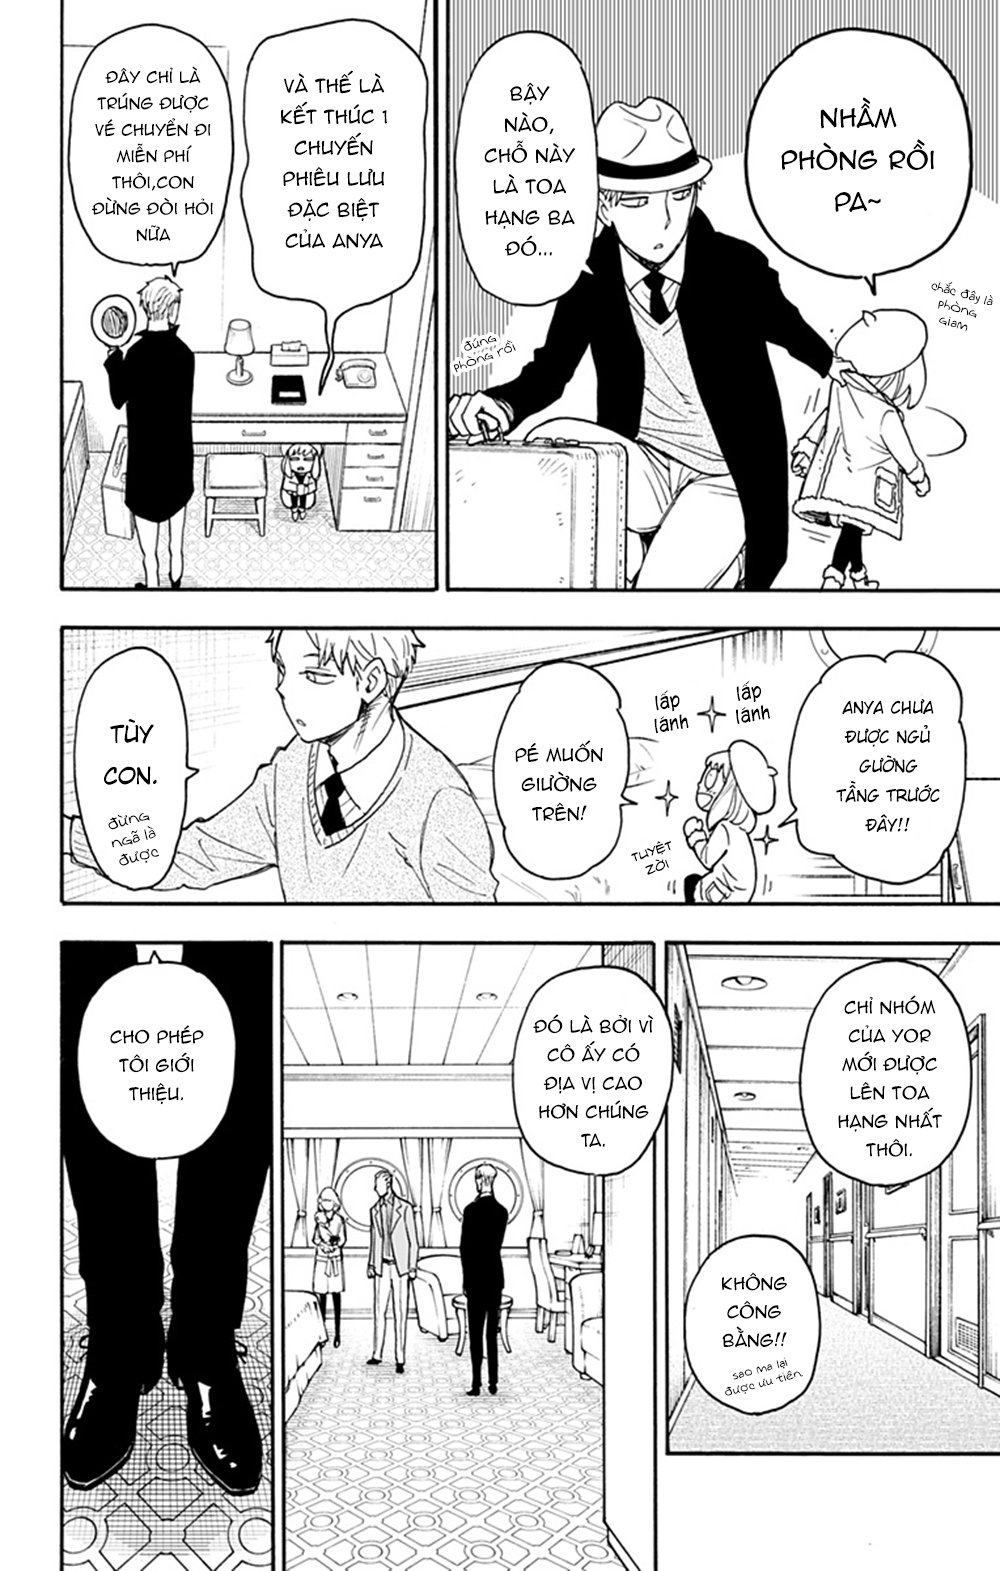 NHẦM
PHÒNG RỒI
PA~
chắc đây là
phòng
giam
BẬY
NÀO,
CHỖ NÀY
LÀ TOA
HẠNG BA
ĐÓ...
đúng
phòng rồi
VÀ THẾ LÀ
KẾT THÚC 1
CHUYẾN
PHIÊU LƯU
ĐẶC BIỆT
CỦA ANYA
ĐÂY CHỈ LÀ
TRÚNG ĐƯỢC
VÉ CHUYỂN ĐI
MIỄN PHÍ
THÔI,CON
ĐỪNG ĐÒI HỎI
NỮA
ANYA CHƯA
ĐƯỢC NGỦ
GƯỜNG
TẦNG TRƯỚC
ĐÂY!!
lấp
lánh
lấp
lánh
TUYỆT
ZỜI
PÉ MUỐN
GIƯỜNG
TRÊN!
TÙY
CON.
đừng
ngã là
được
CHỈ NHÓM
CỦA YOR
MỚI ĐƯỢC
LÊN TOA
HẠNG NHẤT
THÔI.
KHÔNG
CÔNG
BẰNG!!
sao ma lại
được ưu tiên
ĐÓ LÀ BỞI VÌ
CÔ ẤY CÓ
ĐỊA VỊ CAO
HƠN CHÚNG
TA.
CHO PHÉP
TÔI GIỚI
THIỆU.